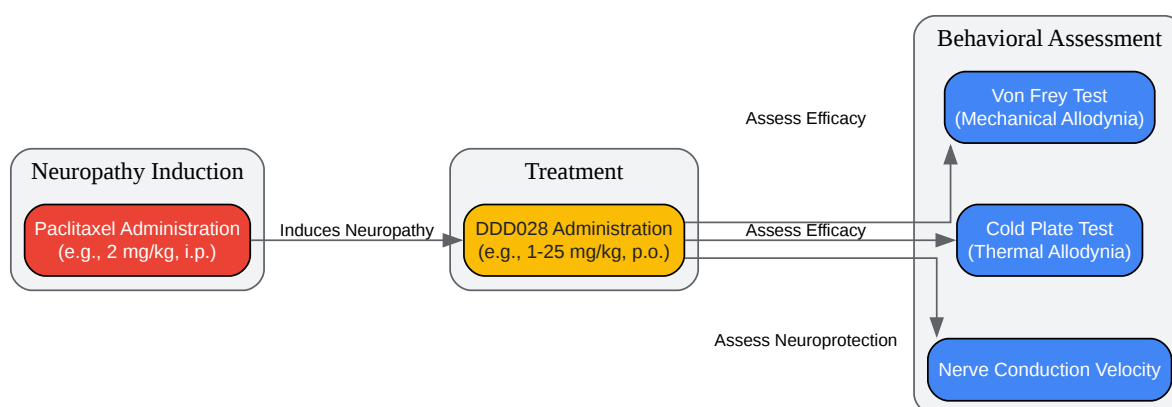 Neuropathy Induction
Paclitaxel Administration
(e.g., 2 mg/kg, i.p.)
Induces Neuropathy
Treatment
DDD028 Administration
(e.g., 1-25 mg/kg, p.o.)
Assess Efficacy
Assess Efficacy
Assess Neuroprotection
Behavioral Assessment
Von Frey Test
(Mechanical Allodynia)
Cold Plate Test
(Thermal Allodynia)
Nerve Conduction Velocity